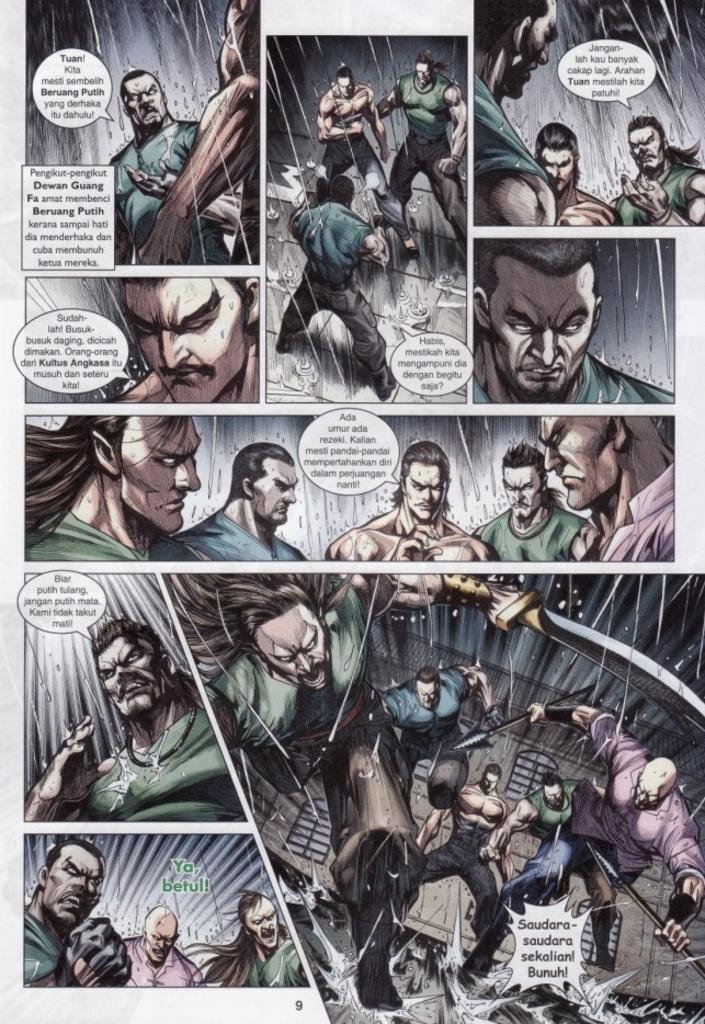 Tuan!
Kita
mesti sembelih
Beruang Putih
yang derhaka
itu dahulu!
Pengikut-pengikut
Dewan Guang
Fa amat membenci
Beruang Putih
kerana sampai hati
dia menderhaka dan
cuba membunuh
ketua mereka.
Habis,
mestikah kita
mengampuni dia
dengan begitu
saja?
Jangan-
lah kau banyak
cakap lagi. Arahan
Tuan mestilah kita
patuhi!
Sudah-
lah! Busuk-
busuk daging, dicicah
dimakan. Orang-orang
dari Kultus Angkasa itu
musuh dan seteru
kita!
Ada
umur ada
rezeki. Kalian
mesti pandai-pandai
mempertahankan diri
dalam perjuangan
nanti!
Biar
putih tulang,
jangan putih mata.
Kami tidak takut
mati!
Ya,
betul!
Saudara-
saudara
sekalian!
Bunuh!
9